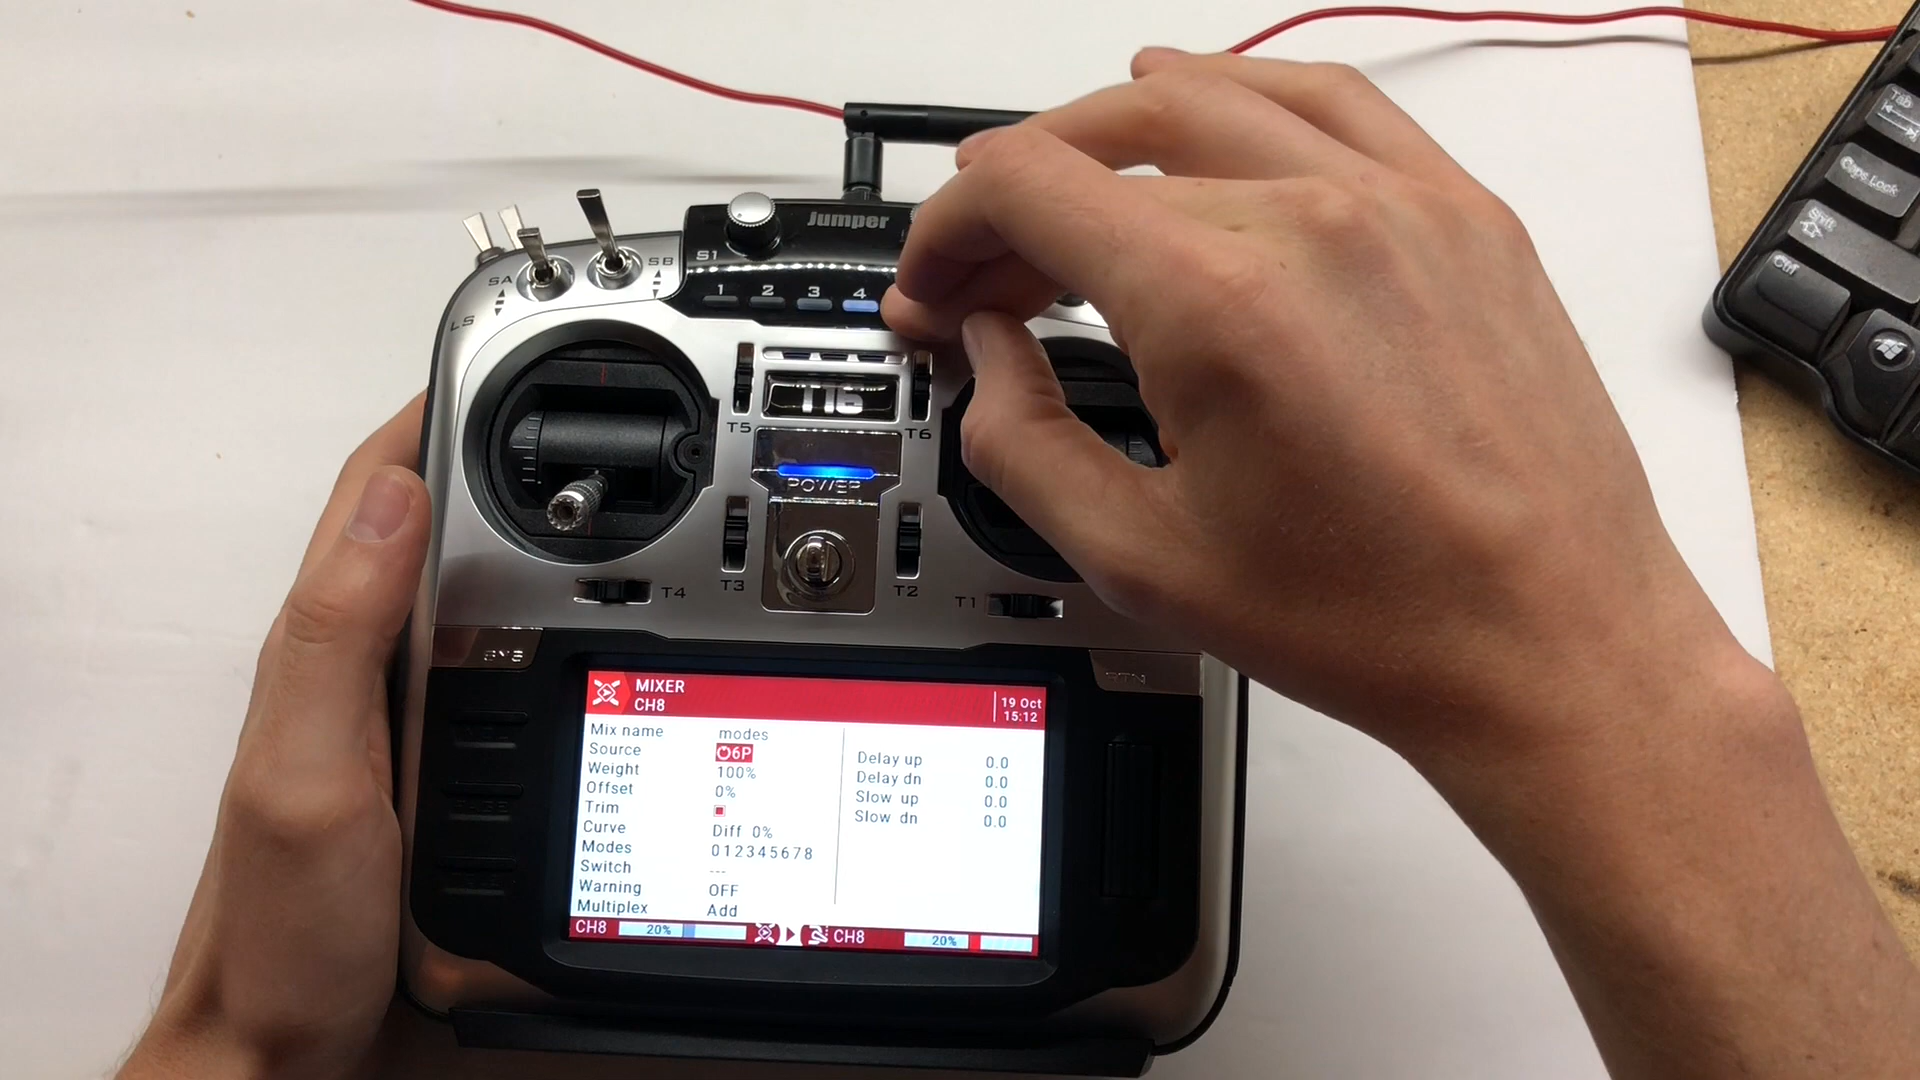 Jumper
S1
SA
SB
LS
1 2 3 4
T16
T5
T6
POWER
T3
T2
T4
T1
SYS
RTN
MIXER
CH8
19 Oct
15:12
Mix name modes
Source 6P
Weight 100%
Offset 0%
Trim
Curve Diff 0%
Modes 012345678
Switch ---
Warning OFF
Multiplex Add
Delay up 0.0
Delay dn 0.0
Slow up 0.0
Slow dn 0.0
CH8 20% CH8 20%
Tab
Caps Lock
Shift
Ctrl